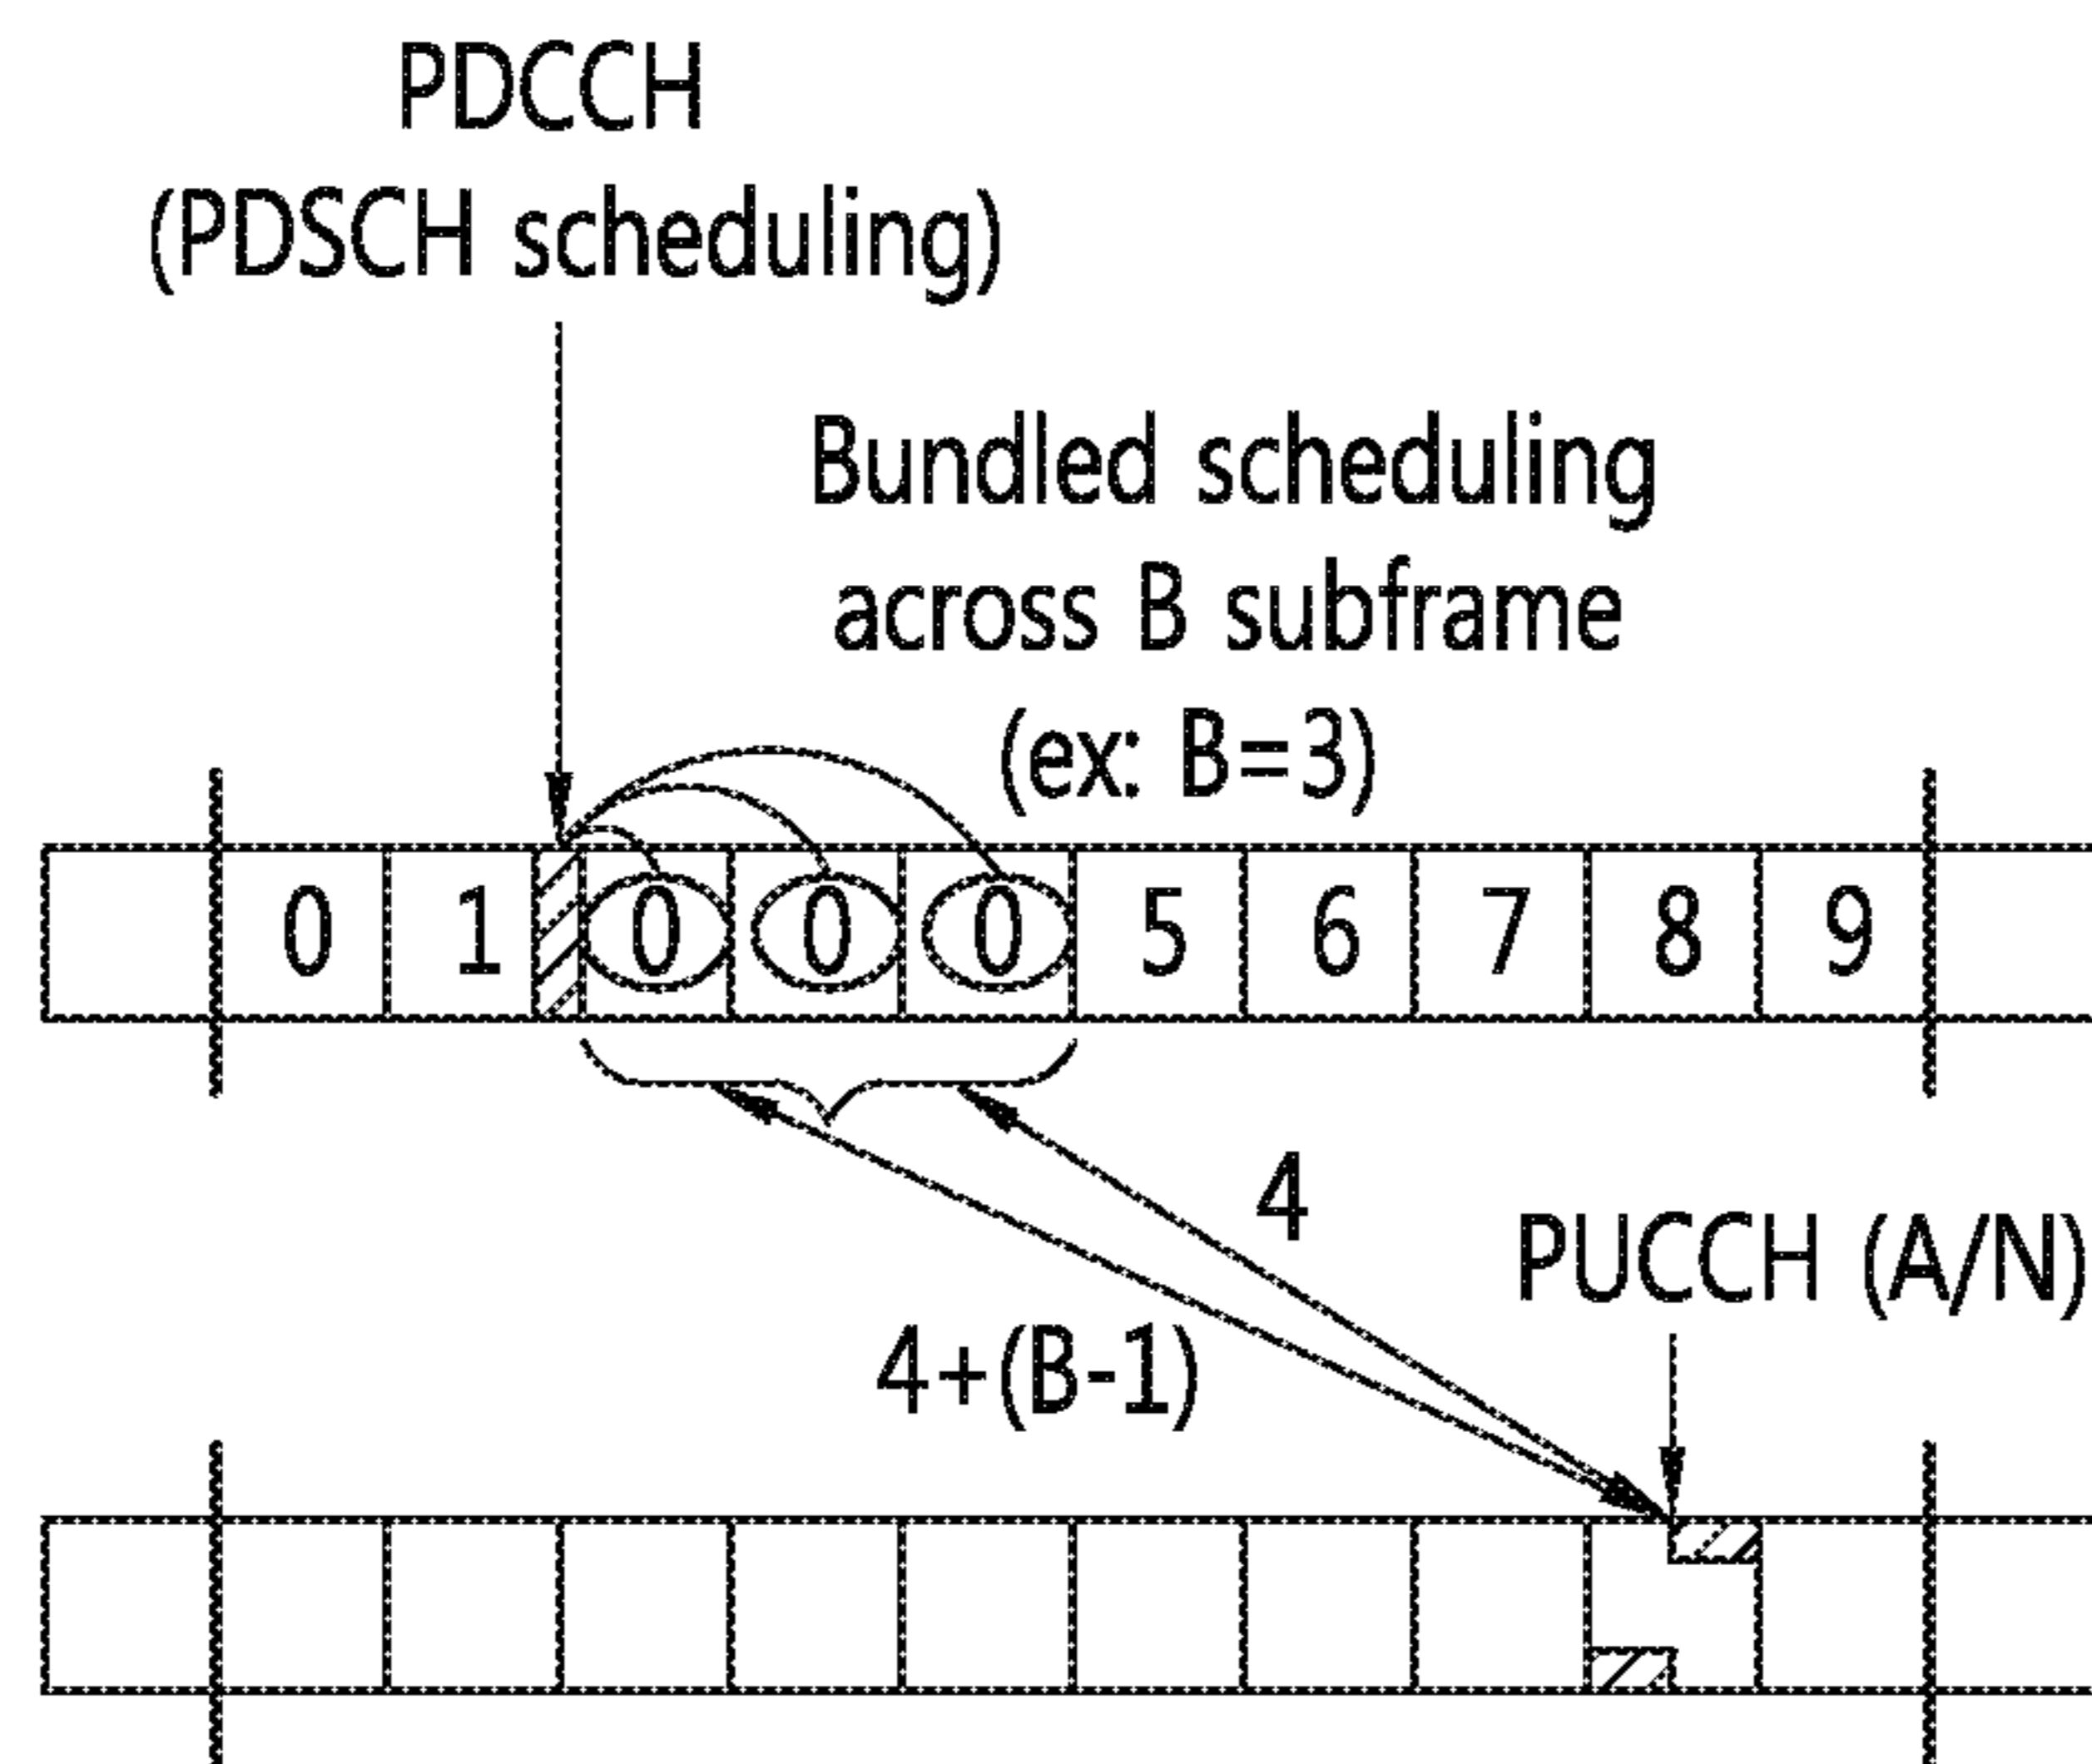 PDCCH
(PDSCH scheduling)
Bundled scheduling
across B subframe
(ex: B=3)
0 1 0 0 0 5 6 7 8 9
4
PUCCH (A/N)
4+(B-1)